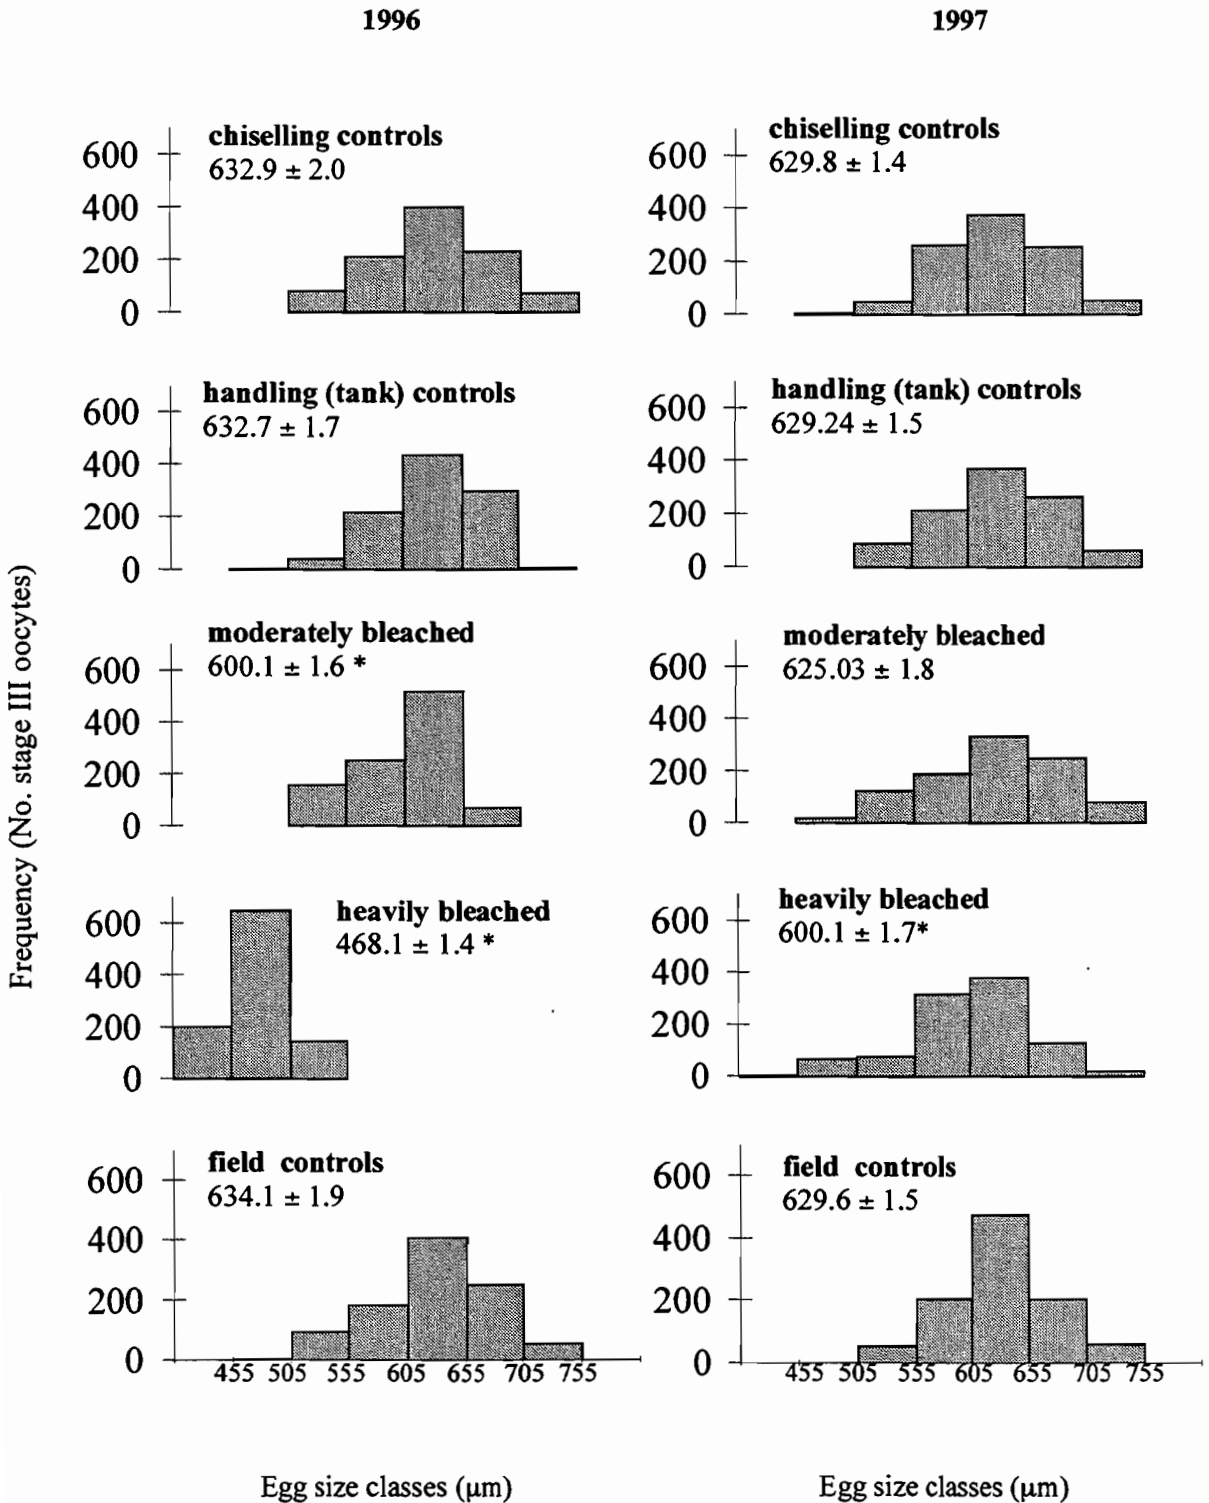 1996
1997
chiselling controls
632.9 ± 2.0
600
400
200
0
chiselling controls
629.8 ± 1.4
600
400
200
0
handling (tank) controls
632.7 ± 1.7
600
400
200
0
handling (tank) controls
629.24 ± 1.5
600
400
200
0
moderately bleached
600.1 ± 1.6 *
600
400
200
0
moderately bleached
625.03 ± 1.8
600
400
200
0
heavily bleached
468.1 ± 1.4 *
600
400
200
0
heavily bleached
600.1 ± 1.7*
600
400
200
0
field controls
634.1 ± 1.9
600
400
200
0
455 505 555 605 655 705 755
field controls
629.6 ± 1.5
600
400
200
0
455 505 555 605 655 705 755
Frequency (No. stage III oocytes)
Egg size classes (µm)
Egg size classes (µm)